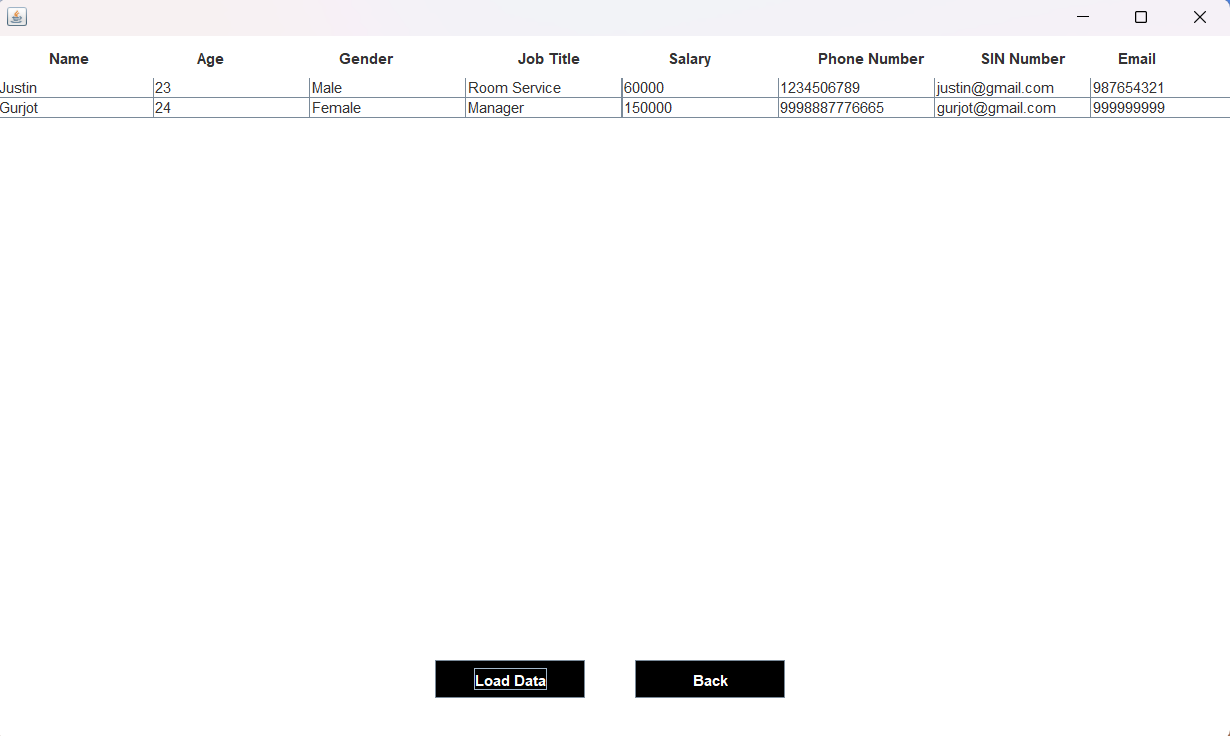 Name Age Gender Job Title Salary Phone Number SIN Number Email
Justin 23 Male Room Service 60000 1234506789 justin@gmail.com 987654321
Gurjot 24 Female Manager 150000 9998887776665 gurjot@gmail.com 999999999
Load Data Back